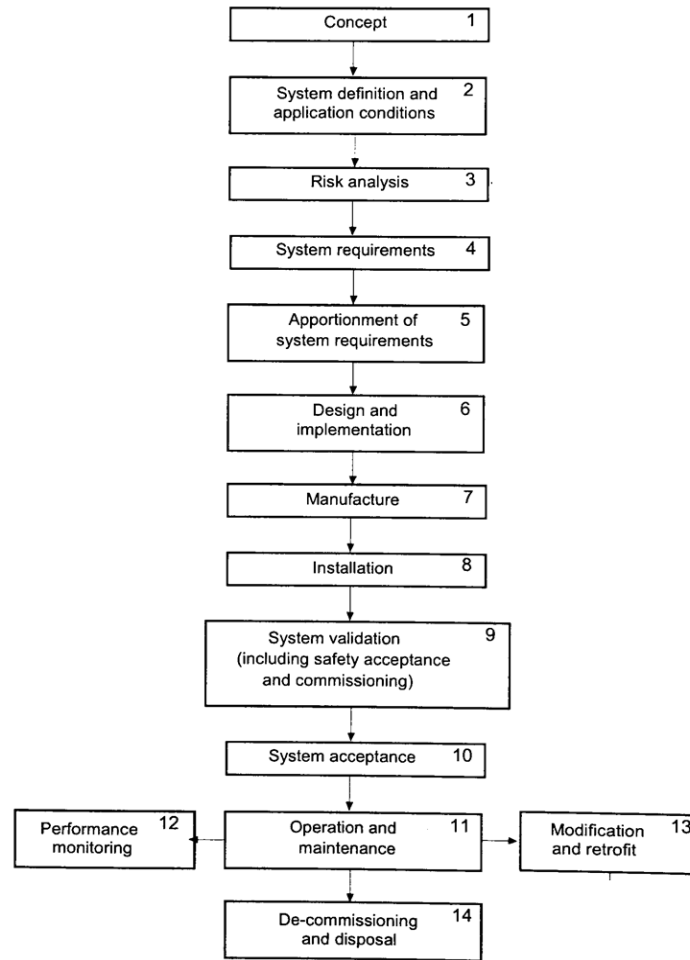 Concept 1
System definition and 2
application conditions
Risk analysis 3
System requirements 4
Apportionment of 5
system requirements
Design and 6
implementation
Manufacture 7
Installation 8
System validation 9
(including safety acceptance
and commissioning)
System acceptance 10
Performance 12
monitoring
Operation and 11
maintenance
Modification 13
and retrofit
De-commissioning 14
and disposal